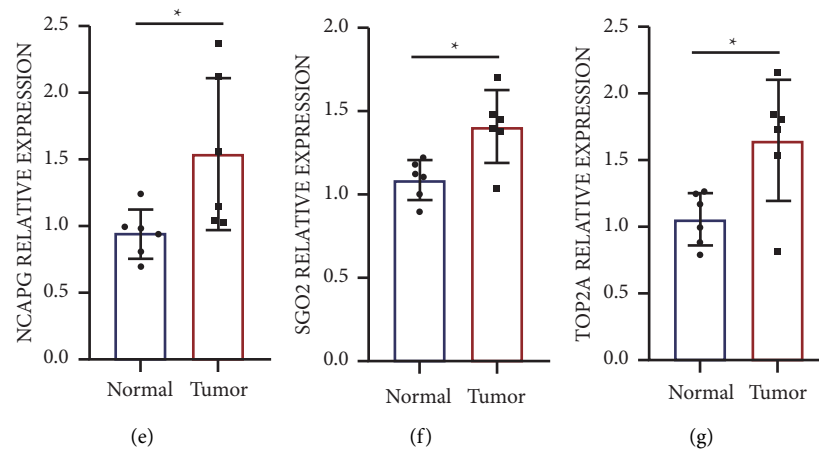 NCAPG RELATIVE EXPRESSION
2.5
2.0
1.5
1.0
0.5
0.0
*
Normal Tumor
(e)
SGO2 RELATIVE EXPRESSION
2.0
1.5
1.0
0.5
0.0
*
Normal Tumor
(f)
TOP2A RELATIVE EXPRESSION
2.5
2.0
1.5
1.0
0.5
0.0
*
Normal Tumor
(g)